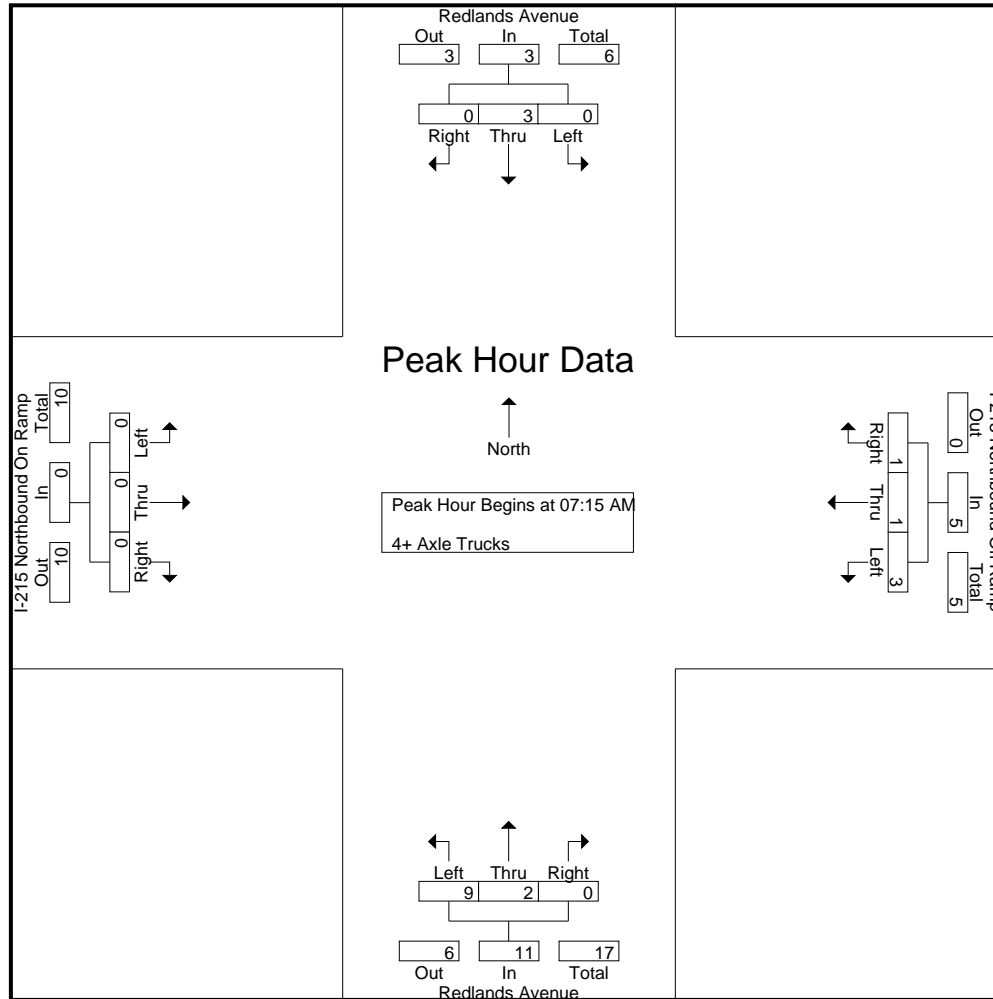 Redlands Avenue
Out In Total
3 3 6
0 3 0
Right Thru Left
Peak Hour Data
North
Peak Hour Begins at 07:15 AM
4+ Axle Trucks
I-215 Northbound On Ramp
Total In Out
10 0 10
0 0 0
Left Thru Right
Right Thru Left
1 1 3
Out In Total
0 5 5
Ramp
Left Thru Right
9 2 0
6 11 17
Out In Total
Redlands Avenue